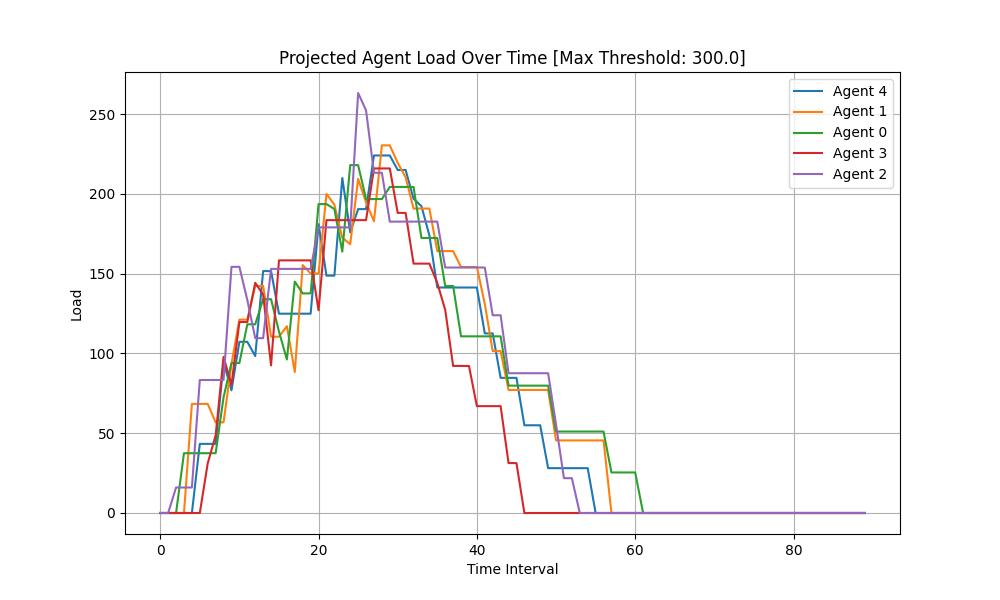 Projected Agent Load Over Time [Max Threshold: 300.0]
Agent 4
Agent 1
Agent 0
Agent 3
Agent 2
250
200
150
100
50
0
Load
0 20 40 60 80
Time Interval